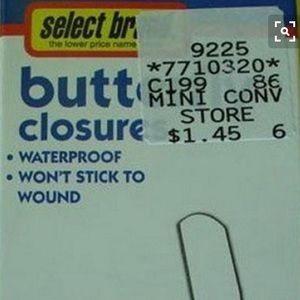 select br
the lower price name
9225
*7710320*
C199 86
MINI CONV
STORE
$1.45 6
butt
closures
• WATERPROOF
• WON'T STICK TO
WOUND